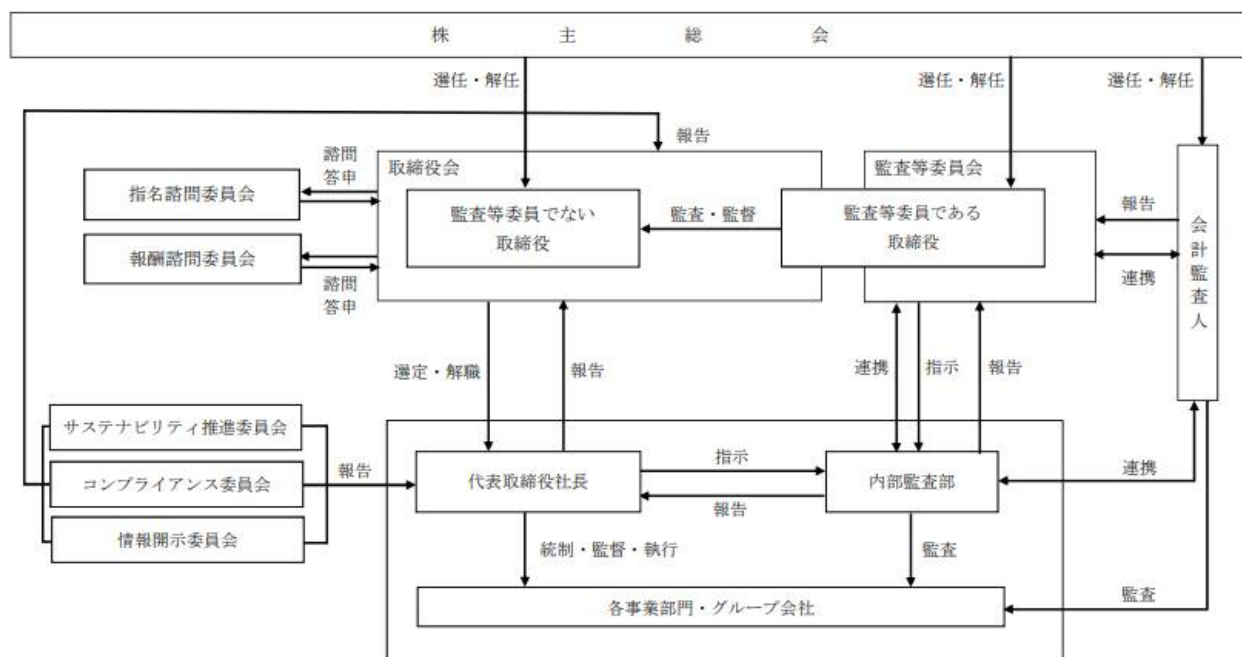 株主総会
選任・解任
選任・解任
選任・解任
報告
諮問
答申
取締役会
監査等委員会
指名諮問委員会
監査等委員でない
取締役
監査・監督
監査等委員である
取締役
報告
会計監査人
報酬諮問委員会
諮問
答申
連携
選定・解職
報告
連携
指示
報告
サステナビリティ推進委員会
コンプライアンス委員会
情報開示委員会
報告
代表取締役社長
指示
報告
内部監査部
連携
統制・監督・執行
監査
各事業部門・グループ会社
監査